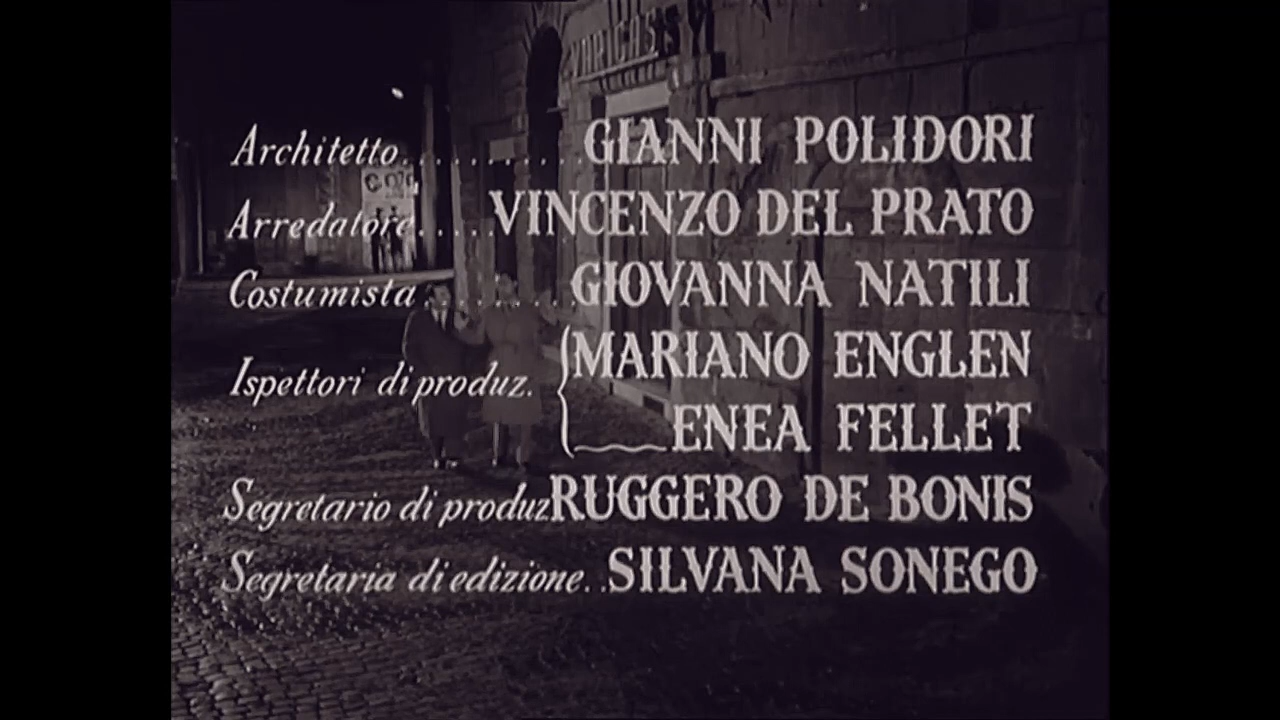 Architetto............GIANNI POLIDORI
Arredatore.....VINCENZO DEL PRATO
Costumista.........GIOVANNA NATILI
Ispettori di produz. MARIANO ENGLEN
ENEA FELLET
Segretario di produz. RUGGERO DE BONIS
Segretaria di edizione..SILVANA SONEGO